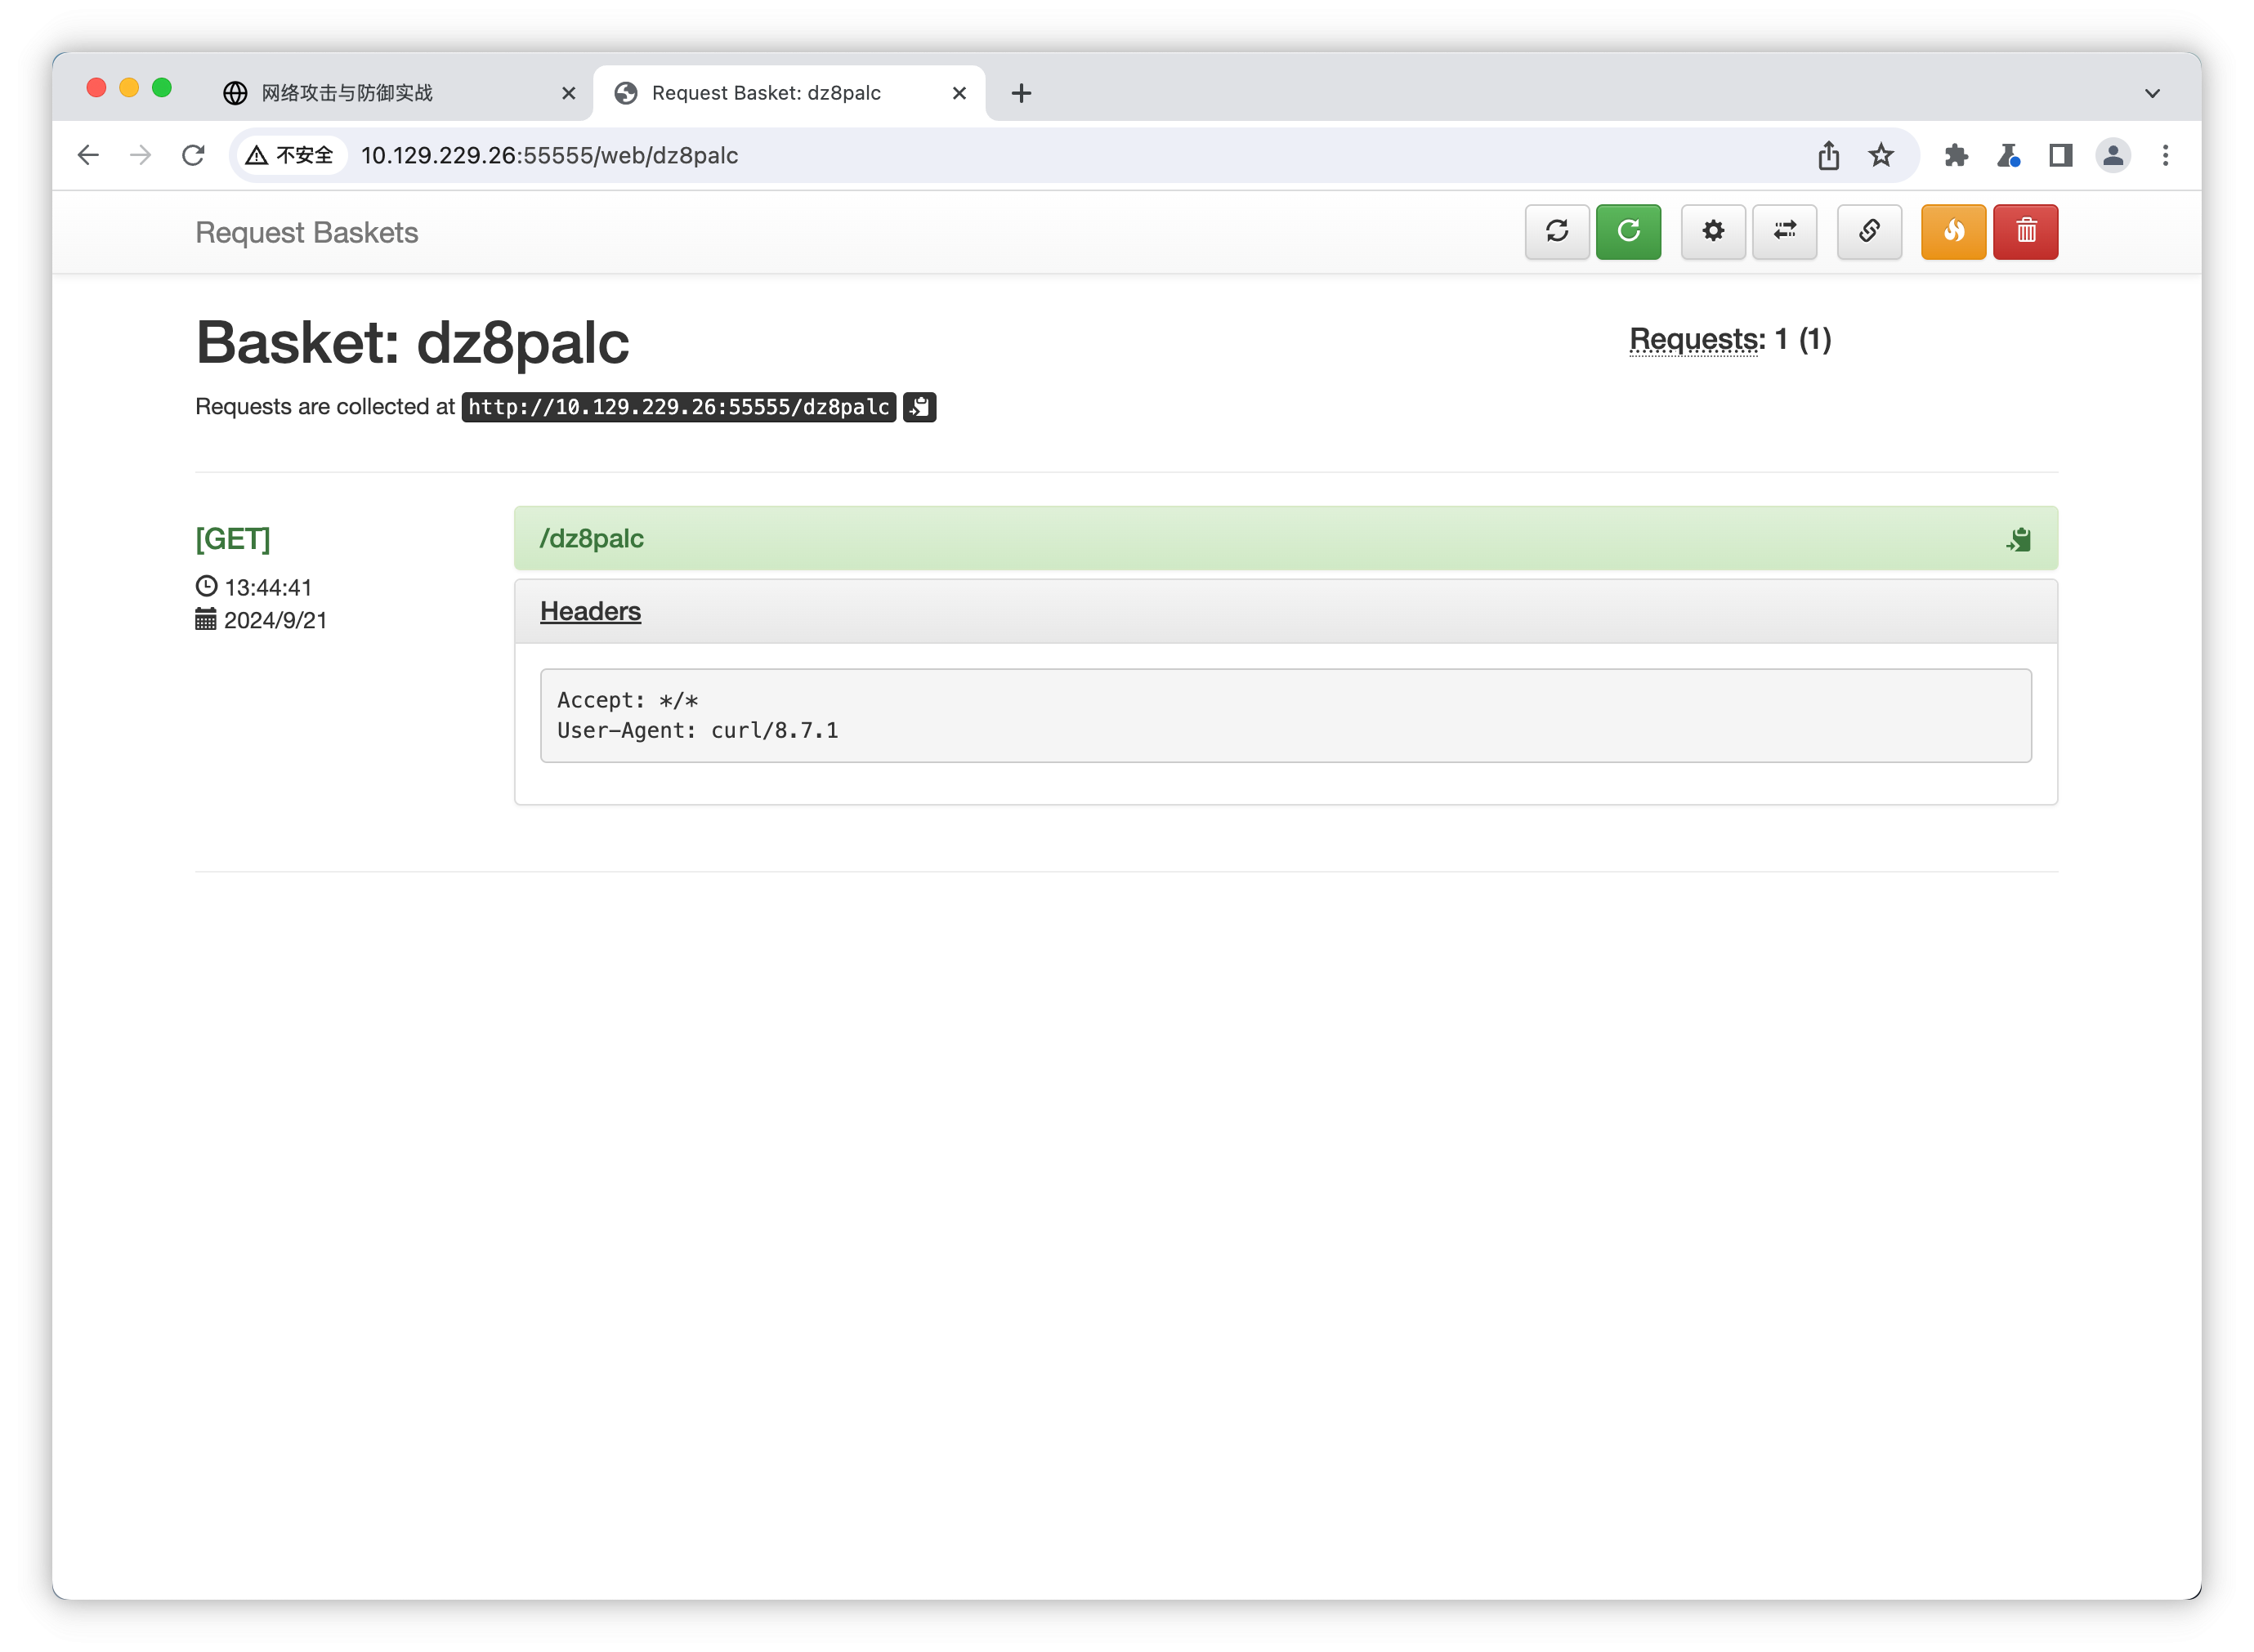 网络攻击与防御实战
Request Basket: dz8palc
不安全
10.129.229.26:55555/web/dz8palc
Request Baskets
Basket: dz8palc
Requests: 1 (1)
Requests are collected at http://10.129.229.26:55555/dz8palc
[GET]
/dz8palc
13:44:41
2024/9/21
Headers
Accept: */*
User-Agent: curl/8.7.1